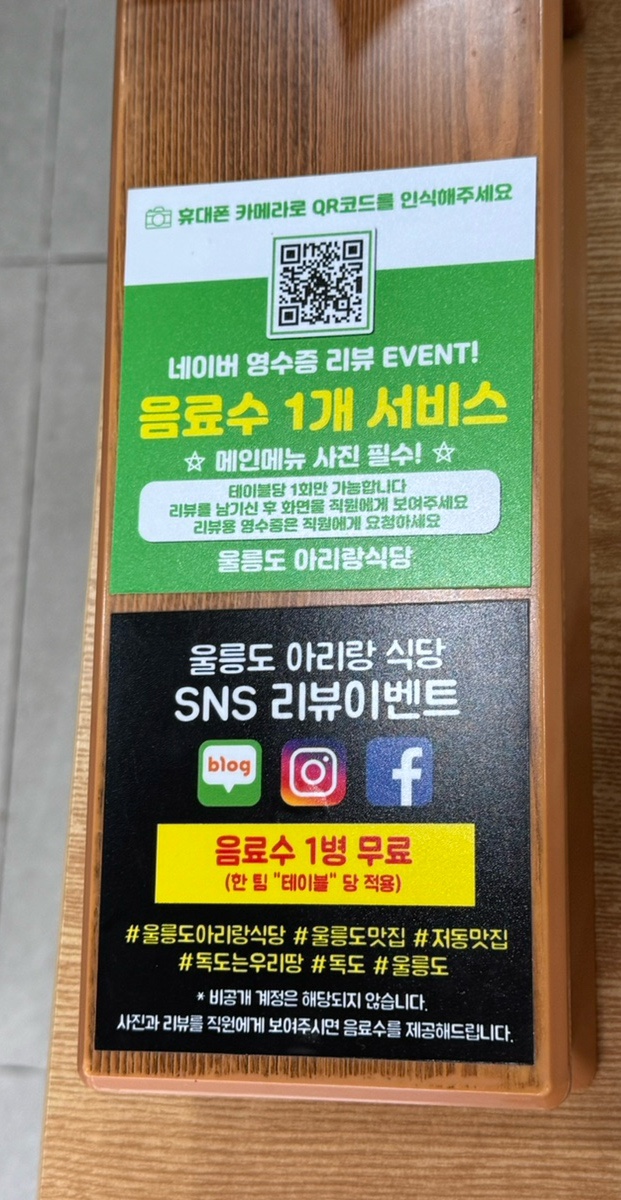 휴대폰 카메라로 QR코드를 인식해주세요
네이버 영수증 리뷰 EVENT!
음료수 1개 서비스
☆ 메인메뉴 사진 필수! ☆
테이블당 1회만 가능합니다
리뷰를 남기신 후 화면을 직원에게 보여주세요
리뷰용 영수증은 직원에게 요청하세요
울릉도 아리랑식당
울릉도 아리랑 식당
SNS 리뷰이벤트
blog
음료수 1병 무료
(한 팀 "테이블" 당 적용)
#울릉도아리랑식당 #울릉도맛집 #저동맛집
#독도는우리땅 #독도 #울릉도
* 비공개 계정은 해당되지 않습니다.
사진과 리뷰를 직원에게 보여주시면 음료수를 제공해드립니다.